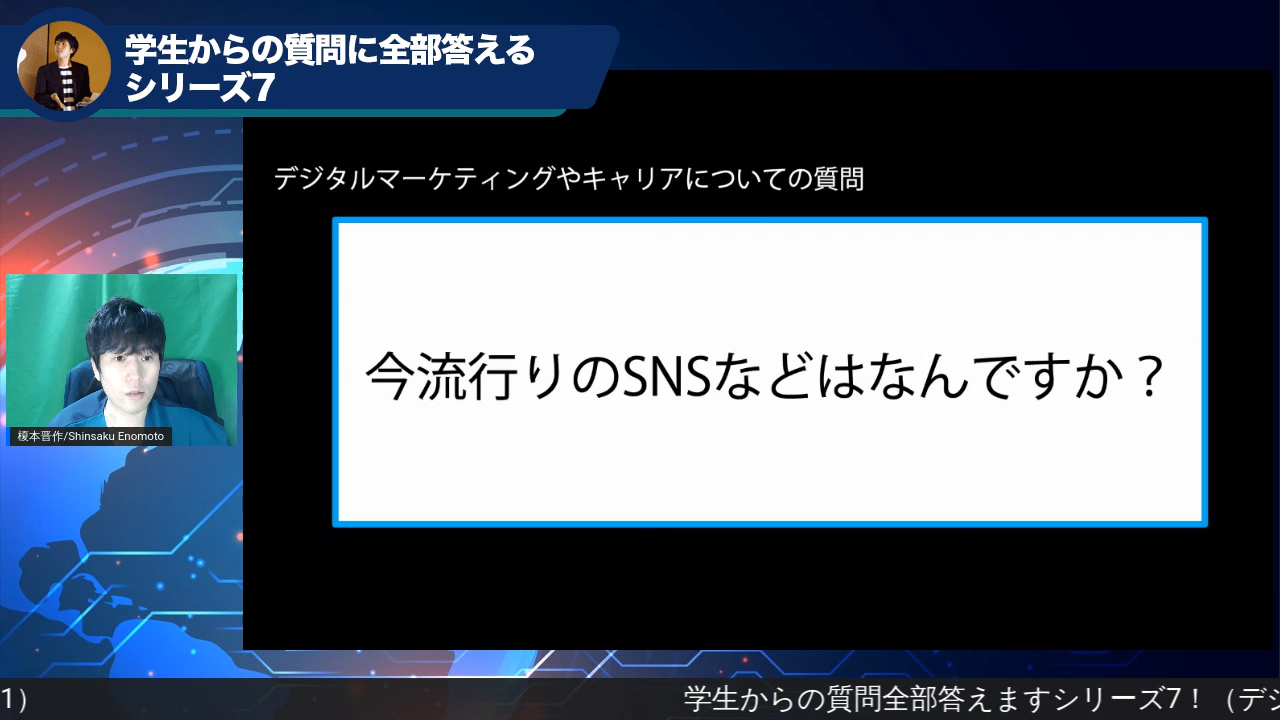 学生からの質問に全部答える
シリーズ7
デジタルマーケティングやキャリアについての質問
今流行りのSNSなどはなんですか？
榎本晋作/Shinsaku Enomoto
1）
学生からの質問全部答えますシリーズ7！（デジ